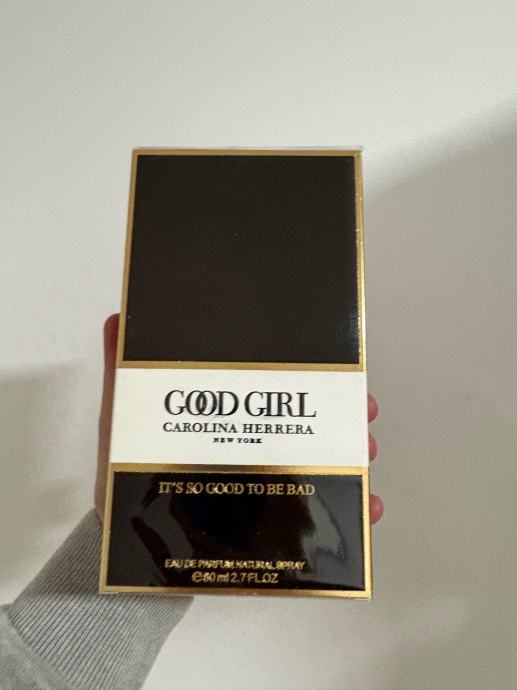 GOOD GIRL
CAROLINA HERRERA
NEW YORK
IT'S SO GOOD TO BE BAD
EAU DE PARFUM NATURAL SPRAY
℮80 ml 2.7 FL.OZ